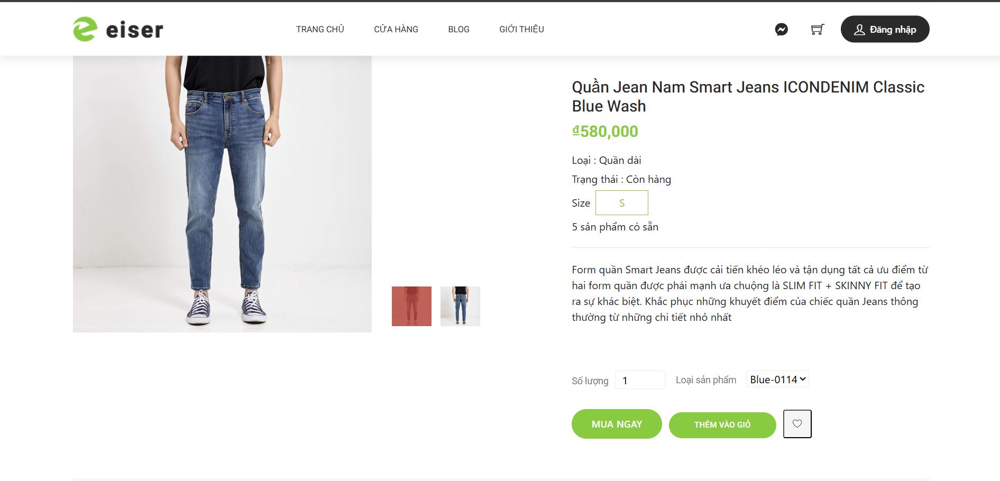 eiser
TRANG CHỦ
CỬA HÀNG
BLOG
GIỚI THIỆU
Đăng nhập
Quần Jean Nam Smart Jeans ICONDENIM Classic
Blue Wash
₫580,000
Loại : Quần dài
Trạng thái : Còn hàng
Size S
5 sản phẩm có sẵn
Form quần Smart Jeans được cải tiến khéo léo và tận dụng tất cả ưu điểm từ
hai form quần được phái mạnh ưa chuộng là SLIM FIT + SKINNY FIT để tạo
ra sự khác biệt. Khắc phục những khuyết điểm của chiếc quần Jeans thông
thường từ những chi tiết nhỏ nhất
Số lượng 1 Loại sản phẩm Blue-0114
MUA NGAY
THÊM VÀO GIỎ